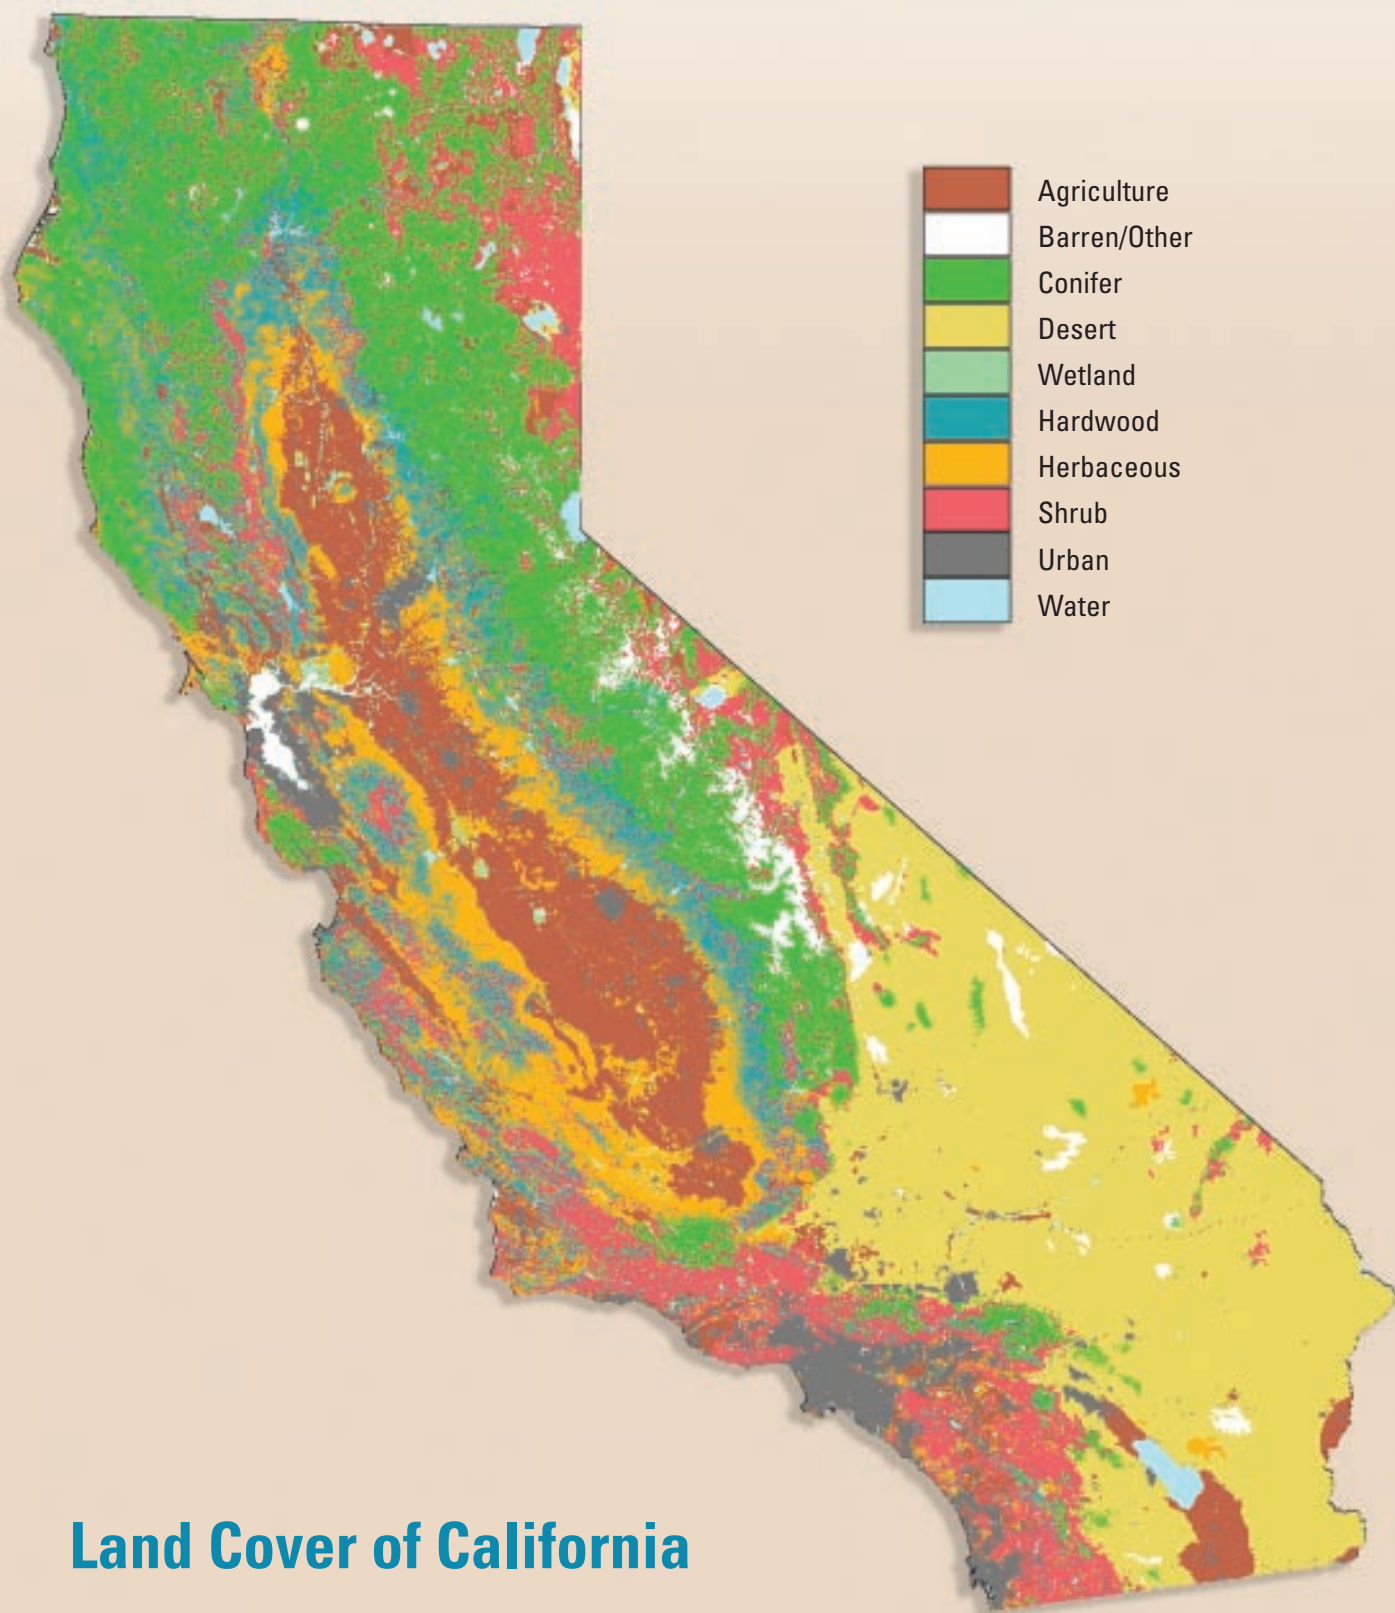 Agriculture
Barren/Other
Conifer
Desert
Wetland
Hardwood
Herbaceous
Shrub
Urban
Water
Land Cover of California